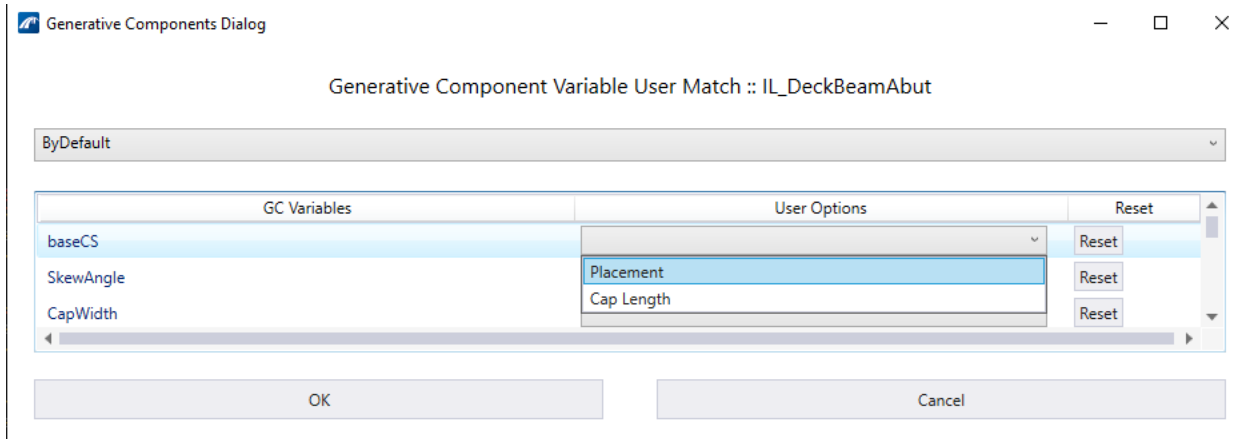 Generative Components Dialog
Generative Component Variable User Match :: IL_DeckBeamAbut
ByDefault
GC Variables User Options Reset
baseCS Reset
SkewAngle Placement Reset
Cap Length
CapWidth Reset
OK Cancel